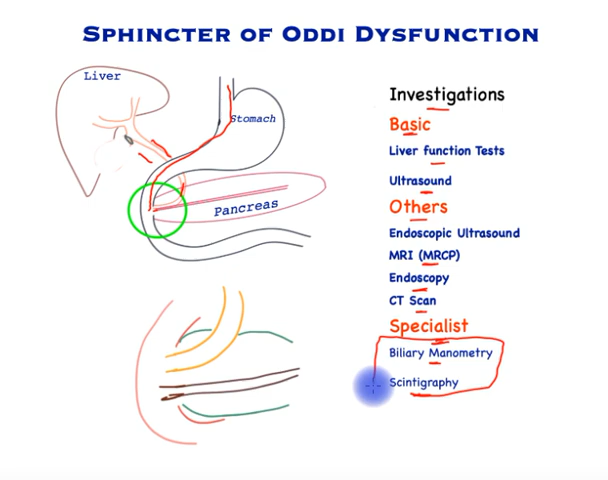 Sphincter of Oddi Dysfunction
Liver
Stomach
Pancreas
Investigations
Basic
Liver function Tests
Ultrasound
Others
Endoscopic Ultrasound
MRI (MRCP)
Endoscopy
CT Scan
Specialist
Biliary Manometry
Scintigraphy